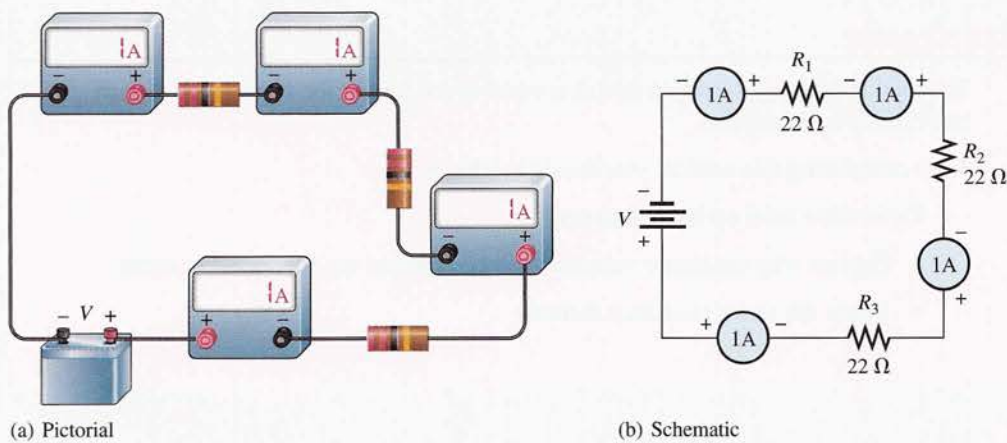 1A
1A
− +
− +
1A
− +
1A
+ −
− V +
(a) Pictorial
R1
− 1A + − 1A +
22 Ω
R2
22 Ω
−
V
+
−
1A
+
R3
+ 1A −
22 Ω
(b) Schematic